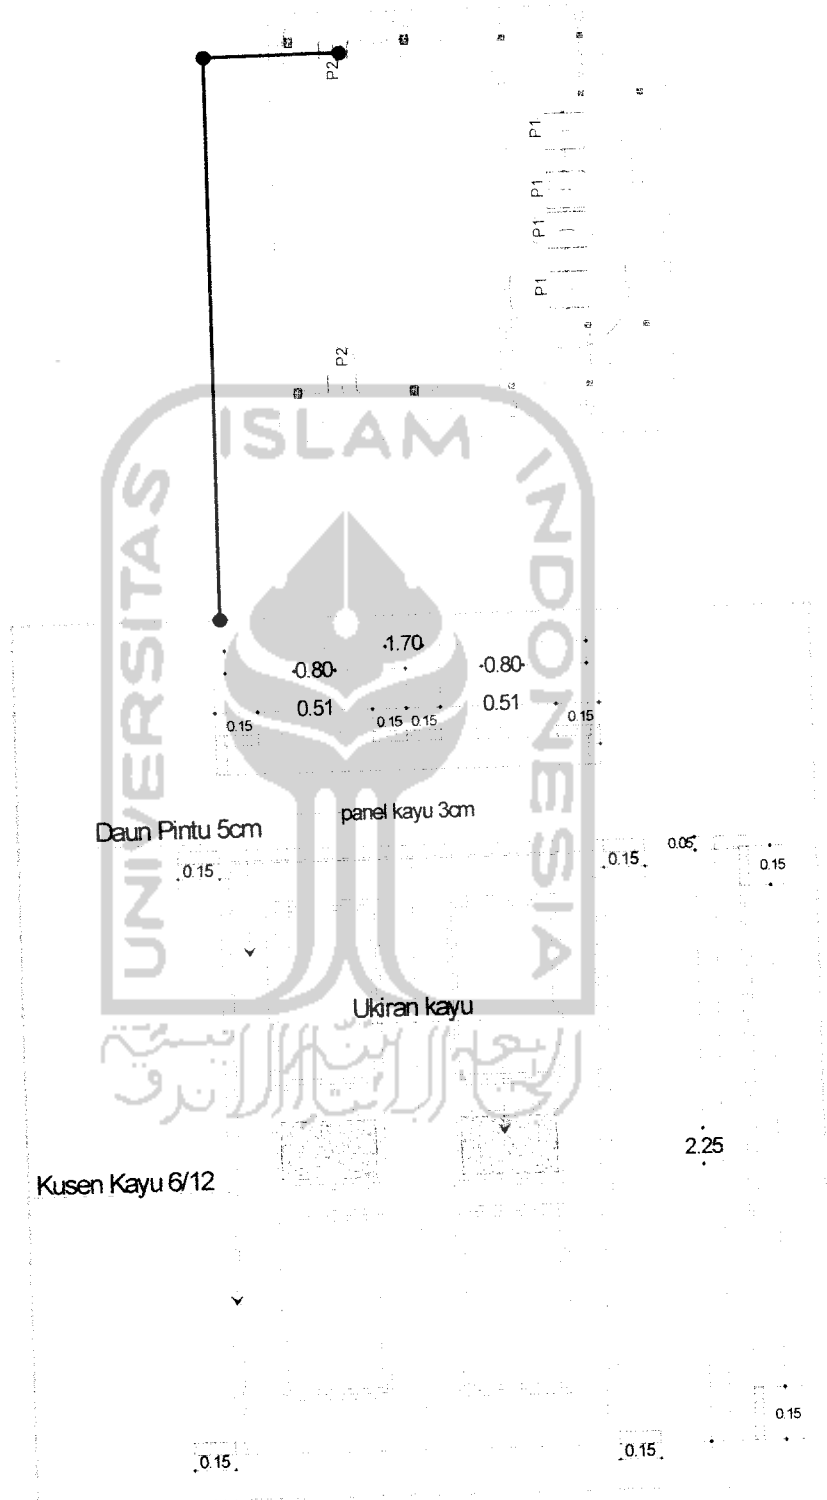 P2
P1
P1
P1
P1
P2
ISLAM
UNIVERSITAS
INDONESIA
1.70
0.80
0.80
0.51
0.51
0.15
0.15
0.15
0.15
panel kayu 3cm
Daun Pintu 5cm
0.15
0.15
0.05
0.15
Ukiran kayu
2.25
Kusen Kayu 6/12
0.15
0.15
0.15